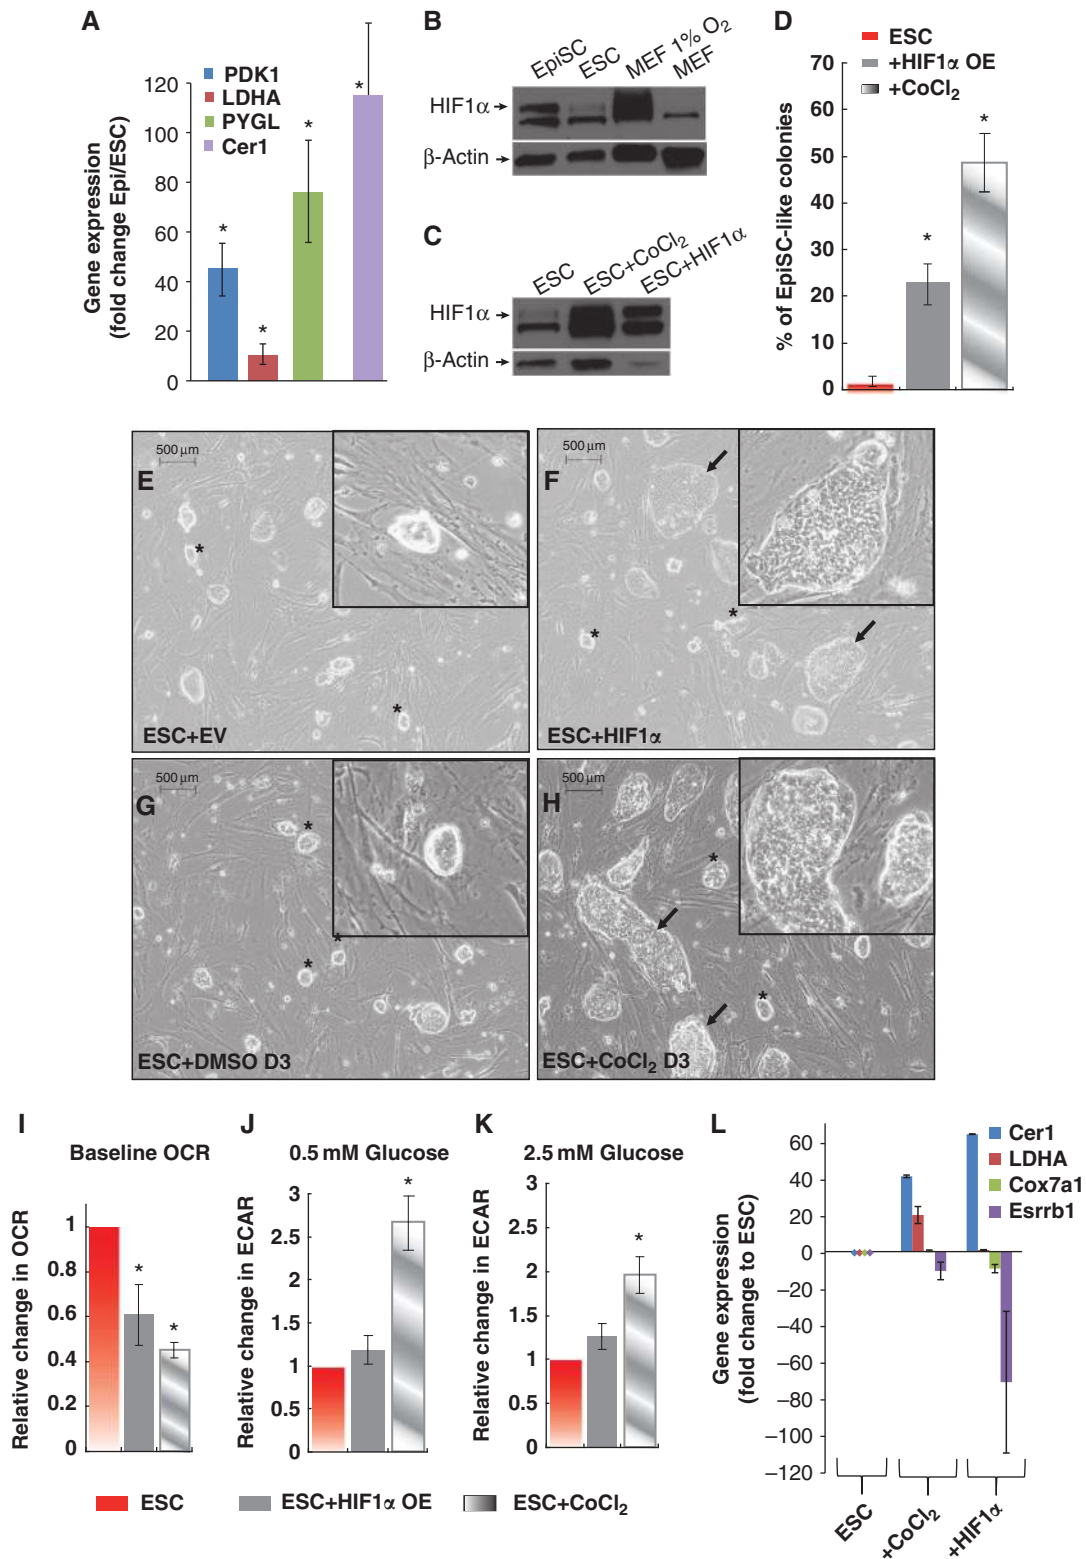 A
Gene expression
(fold change Epi/ESC)
120
100
80
60
40
20
0
PDK1
LDHA
PYGL
Cer1
*
*
*
*
B
EpiSC
ESC
MEF 1% O₂
MEF
HIF1α
β-Actin
C
ESC
ESC+CoCl₂
ESC+HIF1α
HIF1α
β-Actin
D
ESC
+HIF1α OE
+CoCl₂
% of EpiSC-like colonies
70
60
50
40
30
20
10
0
*
*
500 µm
E
*
*
ESC+EV
500 µm
F
*
*
ESC+HIF1α
500 µm
G
*
*
*
ESC+DMSO D3
500 µm
H
*
*
ESC+CoCl₂ D3
I
Baseline OCR
Relative change in OCR
1
0.8
0.6
0.4
0.2
0
*
*
J
0.5 mM Glucose
Relative change in ECAR
3
2.5
2
1.5
1
0.5
0
*
K
2.5 mM Glucose
Relative change in ECAR
3
2.5
2
1.5
1
0.5
0
*
ESC
ESC+HIF1α OE
ESC+CoCl₂
L
Gene expression
(fold change to ESC)
60
40
20
0
−20
−40
−60
−80
−100
−120
Cer1
LDHA
Cox7a1
Esrrb1
ESC
+CoCl₂
+HIF1α